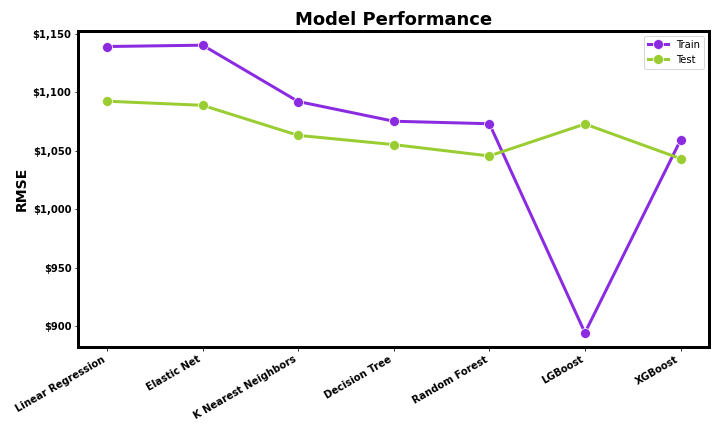 Model Performance
$1,150
$1,100
$1,050
$1,000
$950
$900
RMSE
Train
Test
Linear Regression
Elastic Net
K Nearest Neighbors
Decision Tree
Random Forest
LGBoost
XGBoost